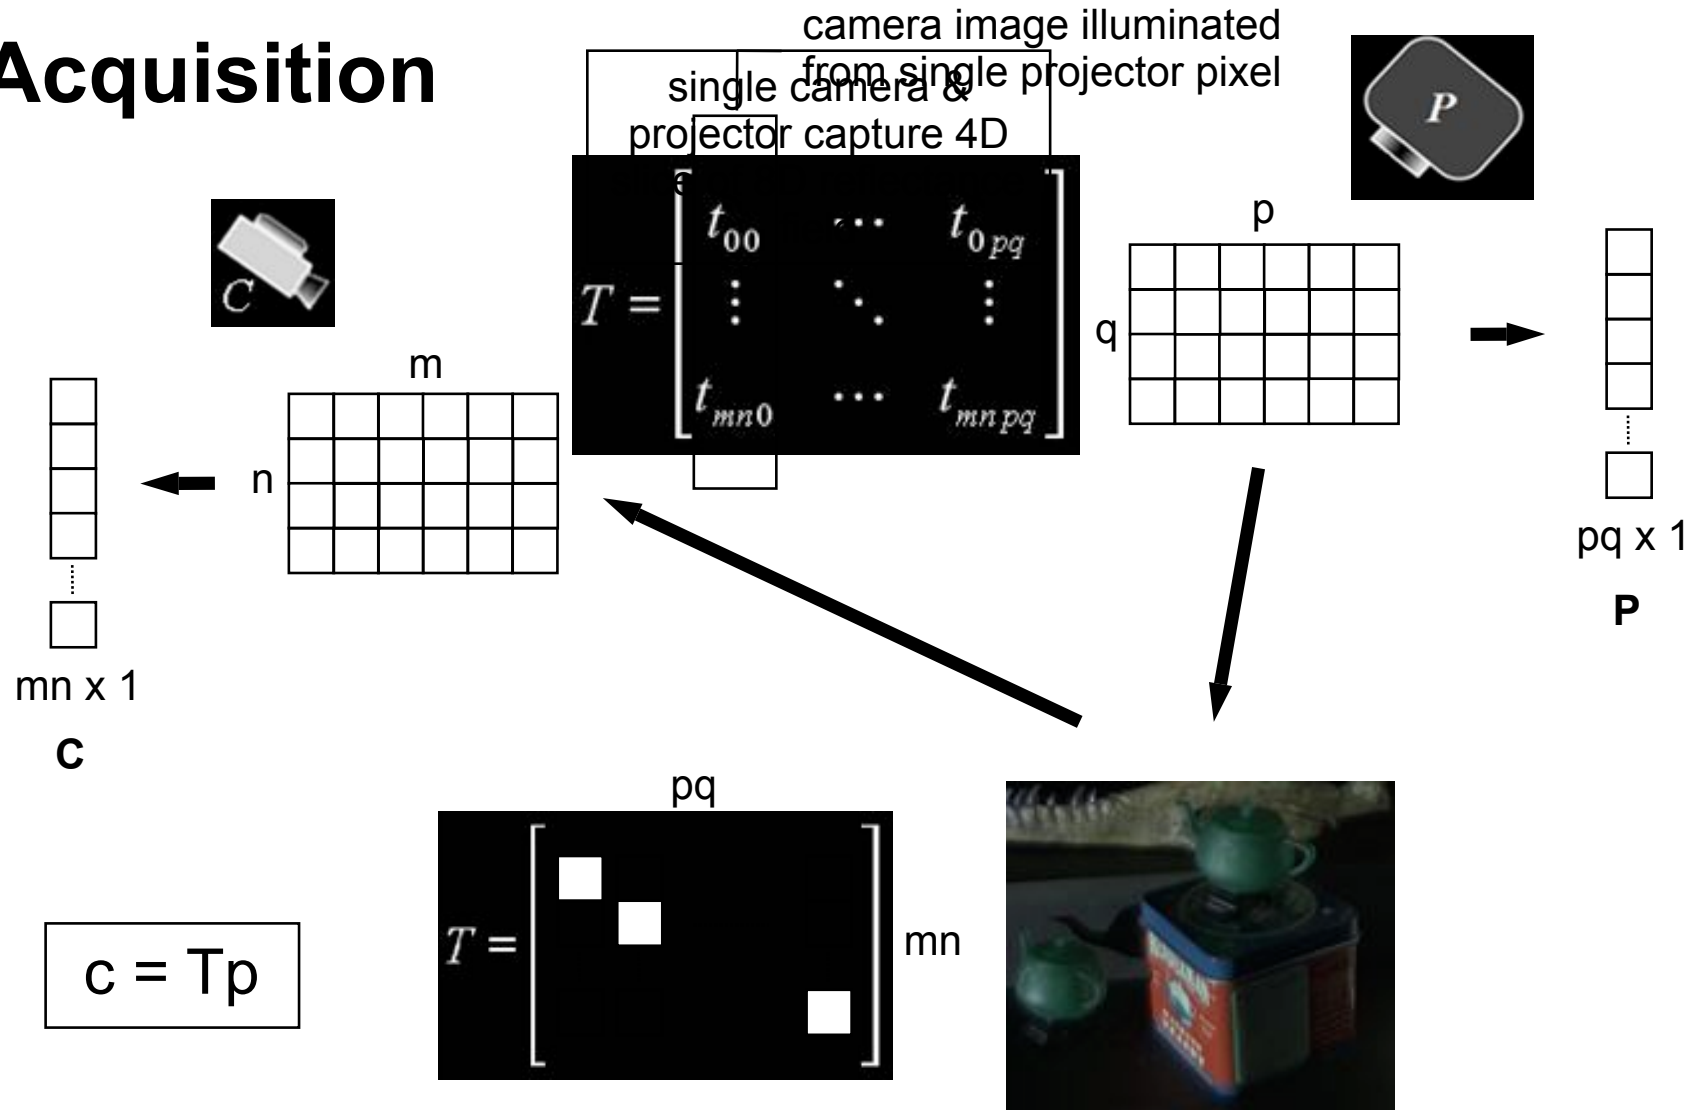 Acquisition
camera image illuminated
from single projector pixel
single camera &
projector capture 4D
P
C
T =
t00 ··· t0pq
tmn0 ··· tmnpq
p
q
m
n
pq x 1
P
mn x 1
C
pq
T =
mn
c = Tp